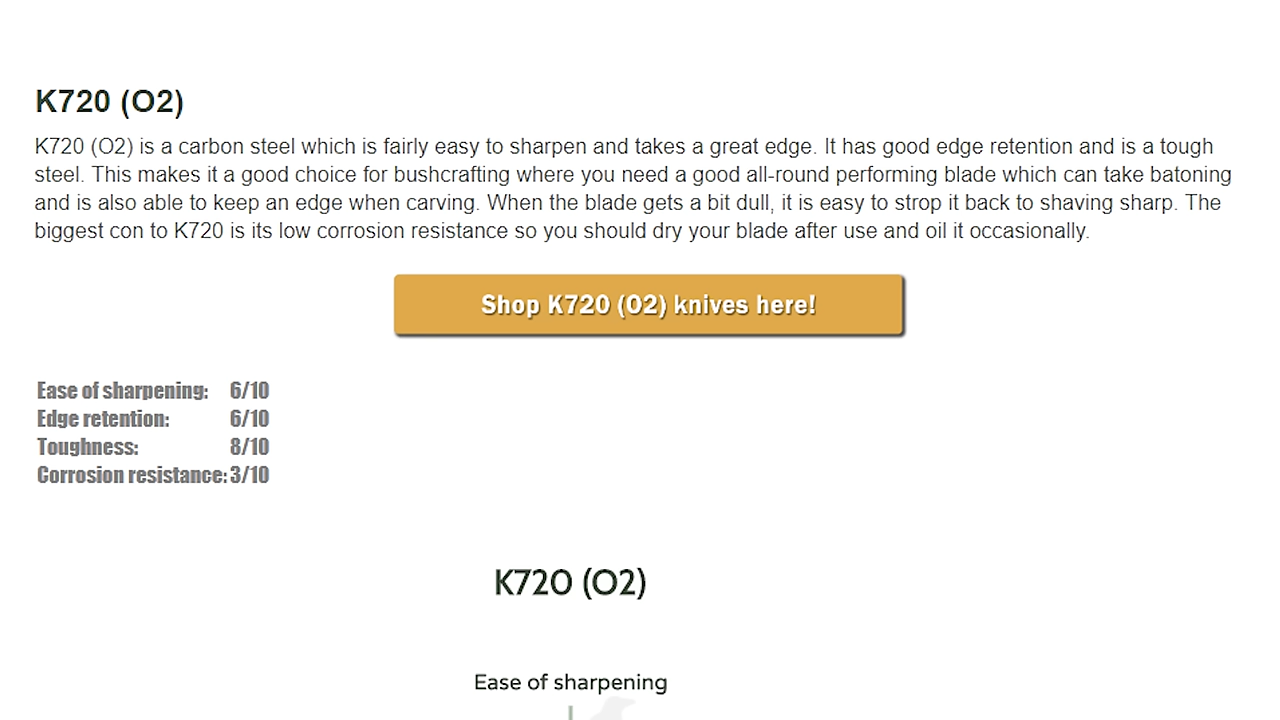 K720 (O2)
K720 (O2) is a carbon steel which is fairly easy to sharpen and takes a great edge. It has good edge retention and is a tough
steel. This makes it a good choice for bushcrafting where you need a good all-round performing blade which can take batoning
and is also able to keep an edge when carving. When the blade gets a bit dull, it is easy to strop it back to shaving sharp. The
biggest con to K720 is its low corrosion resistance so you should dry your blade after use and oil it occasionally.
Shop K720 (O2) knives here!
Ease of sharpening: 6/10
Edge retention: 6/10
Toughness: 8/10
Corrosion resistance: 3/10
K720 (O2)
Ease of sharpening